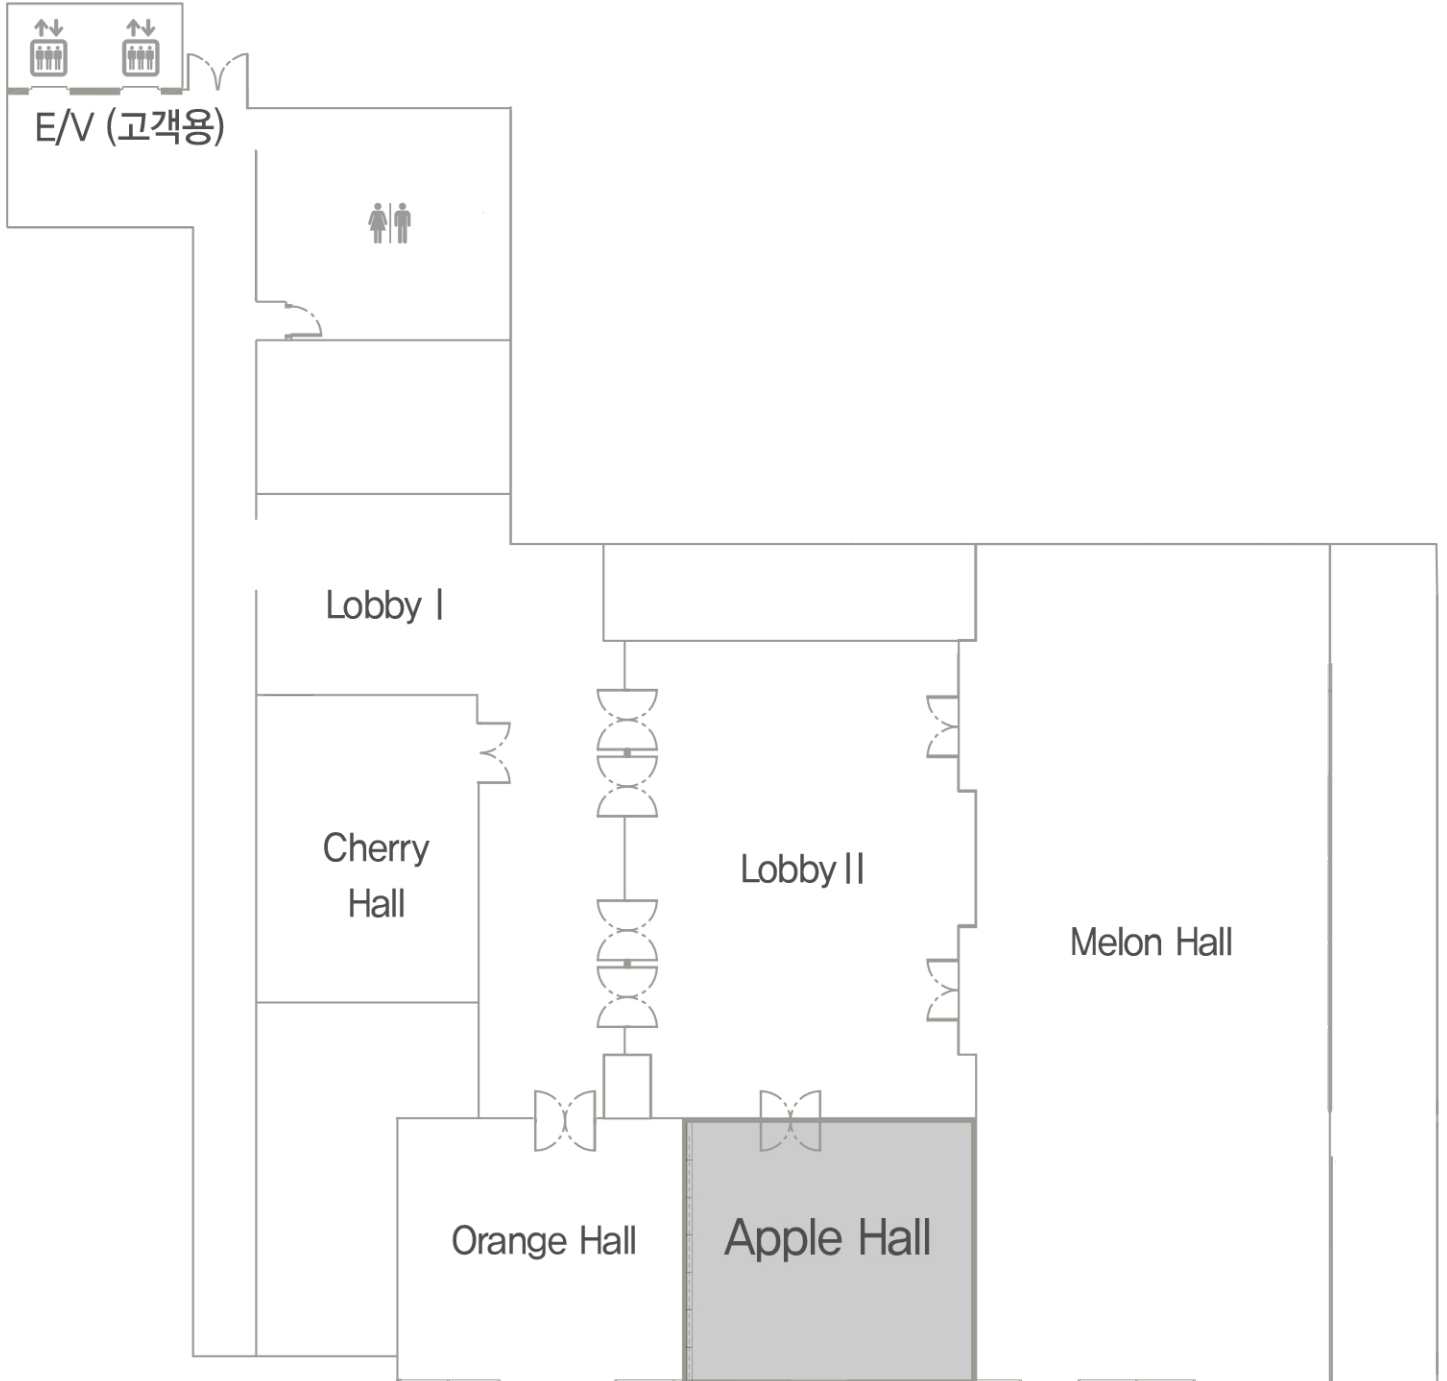 E/V (고객용)
Lobby I
Cherry
Hall
Lobby II
Melon Hall
Orange Hall
Apple Hall